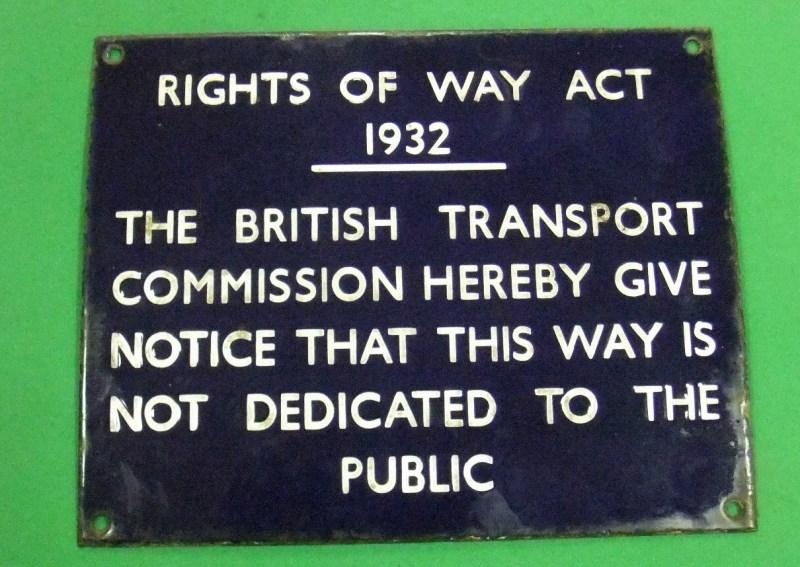 RIGHTS OF WAY ACT
1932
THE BRITISH TRANSPORT
COMMISSION HEREBY GIVE
NOTICE THAT THIS WAY IS
NOT DEDICATED TO THE
PUBLIC